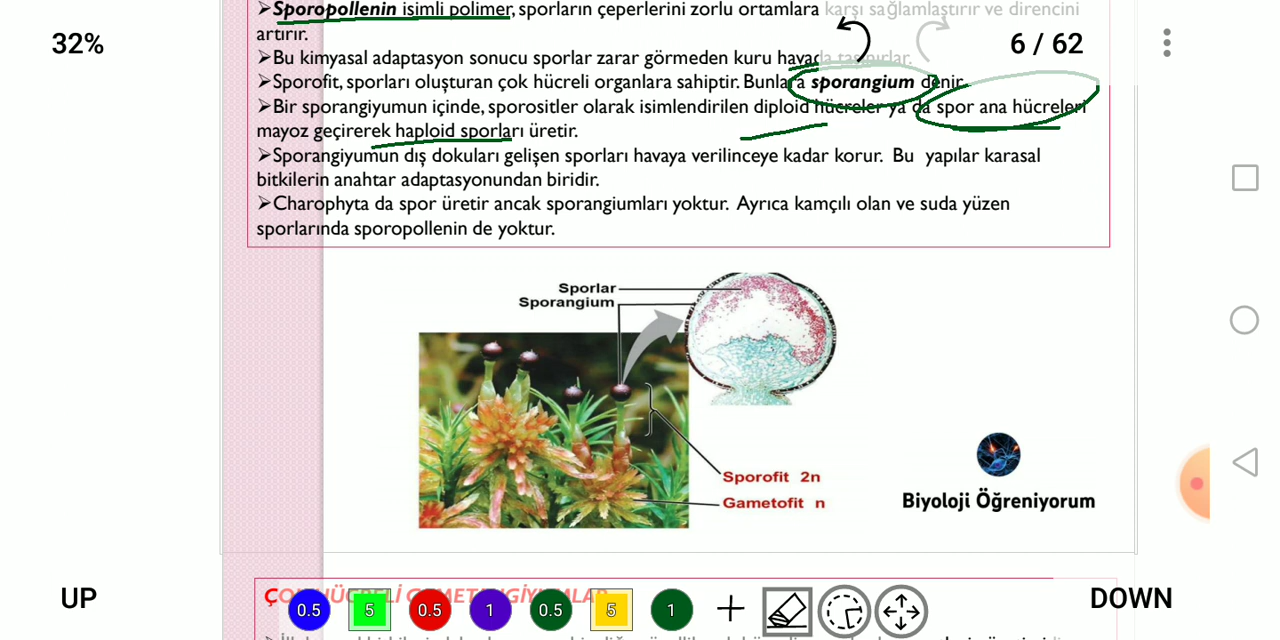 ➢Sporopollenin isimli polimer, sporların çeperlerini zorlu ortamlara karşı sağlamlaştırır ve direncini
artırır.
32%
6 / 62
➢Bu kimyasal adaptasyon sonucu sporlar zarar görmeden kuru havada taşınırlar.
➢Sporofit, sporları oluşturan çok hücreli organlara sahiptir. Bunlara sporangium denir.
➢Bir sporangiyumun içinde, sporositler olarak isimlendirilen diploid hücreler ya da spor ana hücreleri
mayoz geçirerek haploid sporları üretir.
➢Sporangiyumun dış dokuları gelişen sporları havaya verilinceye kadar korur. Bu yapılar karasal
bitkilerin anahtar adaptasyonundan biridir.
➢Charophyta da spor üretir ancak sporangiumları yoktur. Ayrıca kamçılı olan ve suda yüzen
sporlarında sporopollenin de yoktur.
Sporlar
Sporangium
Sporofit 2n
Gametofit n
Biyoloji Öğreniyorum
UP
DOWN
0.5 5 0.5 1 0.5 5 1